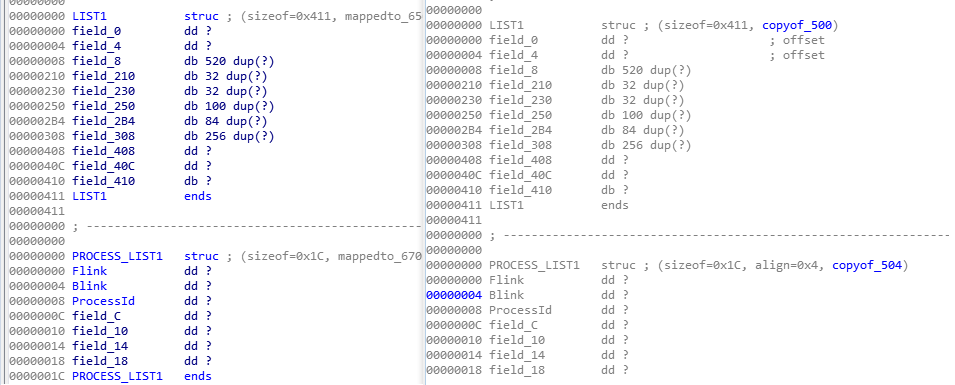 00000000
00000000 LIST1 struc ; (sizeof=0x411, mappedto_65
00000000 field_0 dd ?
00000004 field_4 dd ?
00000008 field_8 db 520 dup(?)
00000210 field_210 db 32 dup(?)
00000230 field_230 db 32 dup(?)
00000250 field_250 db 100 dup(?)
000002B4 field_2B4 db 84 dup(?)
00000308 field_308 db 256 dup(?)
00000408 field_408 dd ?
0000040C field_40C dd ?
00000410 field_410 db ?
00000411 LIST1 ends
00000411
00000000 ; ------------------------------------------------
00000000
00000000 PROCESS_LIST1 struc ; (sizeof=0x1C, mappedto_670
00000000 Flink dd ?
00000004 Blink dd ?
00000008 ProcessId dd ?
0000000C field_C dd ?
00000010 field_10 dd ?
00000014 field_14 dd ?
00000018 field_18 dd ?
0000001C PROCESS_LIST1 ends
00000000
00000000 LIST1 struc ; (sizeof=0x411, copyof_500)
00000000 field_0 dd ? ; offset
00000004 field_4 dd ? ; offset
00000008 field_8 db 520 dup(?)
00000210 field_210 db 32 dup(?)
00000230 field_230 db 32 dup(?)
00000250 field_250 db 100 dup(?)
000002B4 field_2B4 db 84 dup(?)
00000308 field_308 db 256 dup(?)
00000408 field_408 dd ?
0000040C field_40C dd ?
00000410 field_410 db ?
00000411 LIST1 ends
00000411
00000000 ; ----------------------------------------------------------------
00000000
00000000 PROCESS_LIST1 struc ; (sizeof=0x1C, align=0x4, copyof_504)
00000000 Flink dd ?
00000004 Blink dd ?
00000008 ProcessId dd ?
0000000C field_C dd ?
00000010 field_10 dd ?
00000014 field_14 dd ?
00000018 field_18 dd ?